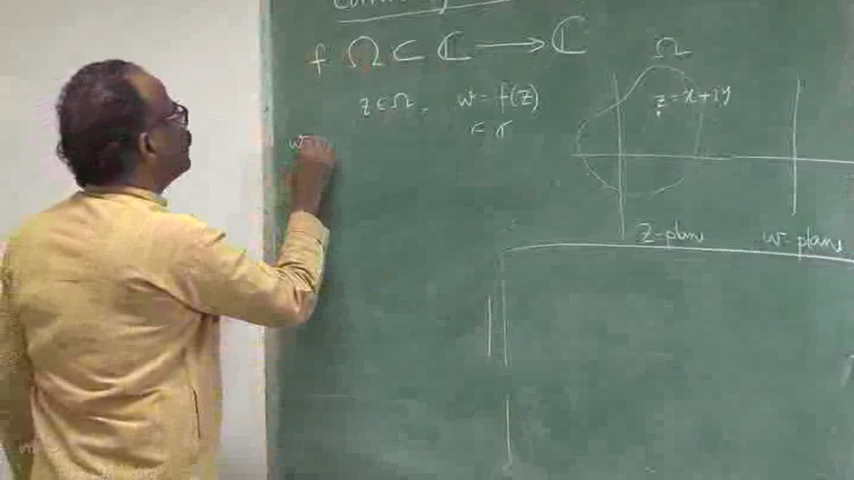 f Ω ⊂ ℂ ⟶ ℂ
z ∈ Ω, w = f(z)
w
Ω
z = x+iy
Z-plane
w-plane